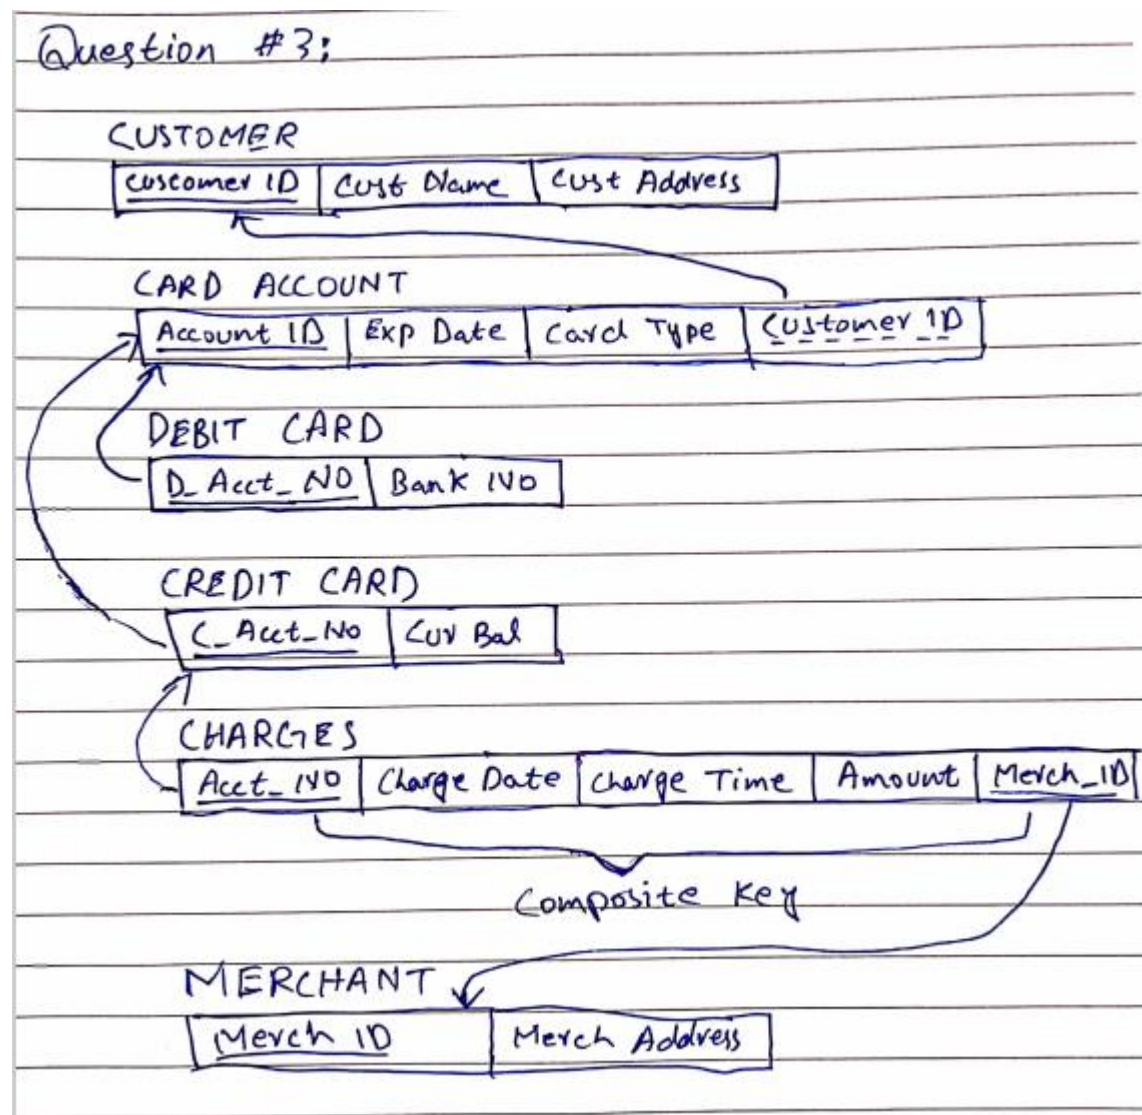 Question #3:
CUSTOMER
Customer ID Cust Name Cust Address
CARD ACCOUNT
Account ID Exp Date Card Type Customer ID
DEBIT CARD
D_Acct_NO Bank NO
CREDIT CARD
C_Acct_No Cur Bal
CHARGES
Acct_NO Charge Date Charge Time Amount Merch_ID
Composite Key
MERCHANT
Merch ID Merch Address